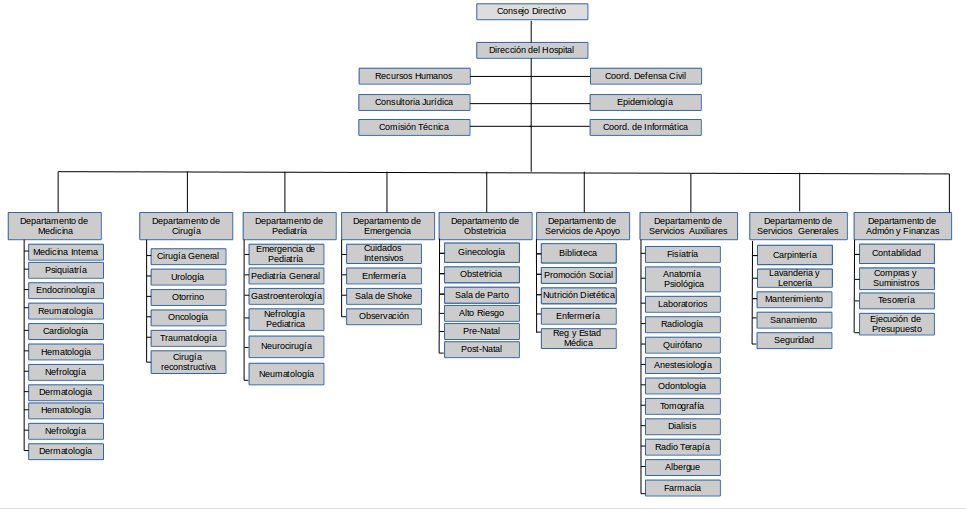 Consejo Directivo
Dirección del Hospital
Recursos Humanos
Coord. Defensa Civil
Consultoria Jurídica
Epidemiología
Comisión Técnica
Coord. de Informática
Departamento de
Medicina
Medicina Interna
Psiquiatría
Endocrinología
Reumatología
Cardiología
Hematología
Nefrología
Dermatología
Hematología
Nefrología
Dermatología
Departamento de
Cirugía
Cirugía General
Urología
Otorrino
Oncología
Traumatología
Cirugía
reconstructiva
Departamento de
Pediatría
Emergencia de
Pediatría
Pediatría General
Gastroenterología
Nefrología
Pediatrica
Neurocirugía
Neumatología
Departamento de
Emergencia
Cuidados
Intensivos
Enfermería
Sala de Shoke
Observación
Departamento de
Obstetricia
Ginecología
Obstetricia
Sala de Parto
Alto Riesgo
Pre-Natal
Post-Natal
Departamento de
Servicios de Apoyo
Biblioteca
Promoción Social
Nutrición Dietética
Enfermería
Reg y Estad
Médica
Departamento de
Servicios Auxiliares
Fisiatría
Anatomía
Psiológica
Laboratorios
Radiología
Quirófano
Anestesiología
Odontología
Tomografía
Dialisís
Radio Terapía
Albergue
Farmacia
Departamento de
Servicios Generales
Carpintería
Lavandería y
Lencería
Mantenimiento
Sanamiento
Seguridad
Departamento de
Admón y Finanzas
Contabilidad
Compras y
Suministros
Tesorería
Ejecución de
Presupuesto